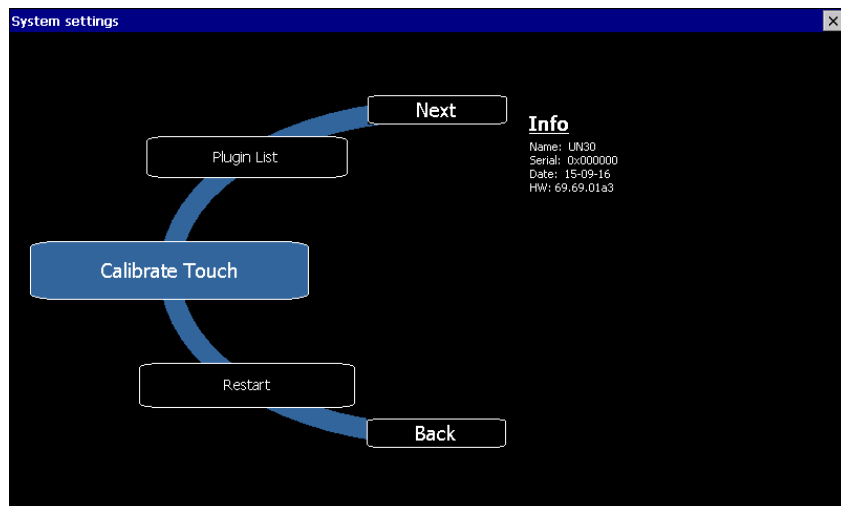 System settings
Next
Plugin List
Calibrate Touch
Restart
Back
Info
Name: UN30
Serial: 0x000000
Date: 15-09-16
HW: 69.69.01a3